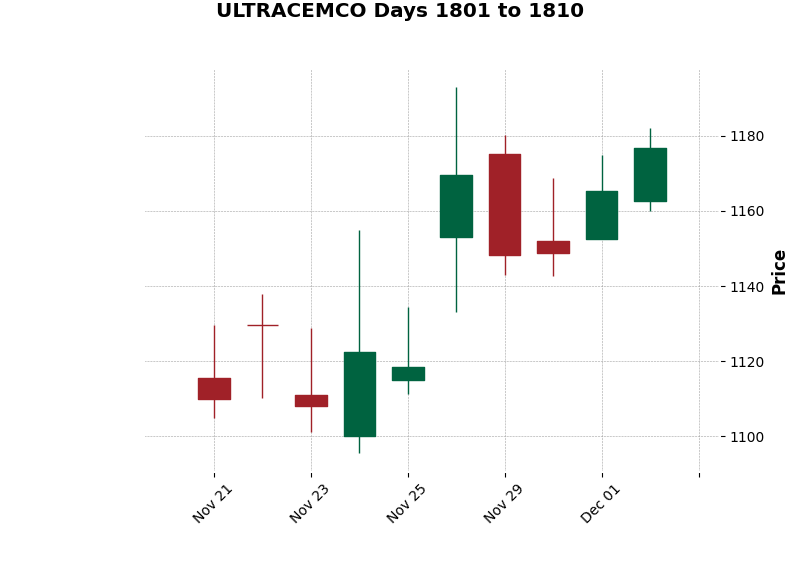 ULTRACEMCO Days 1801 to 1810
1180
1160
1140
1120
1100
Price
Nov 21
Nov 23
Nov 25
Nov 29
Dec 01